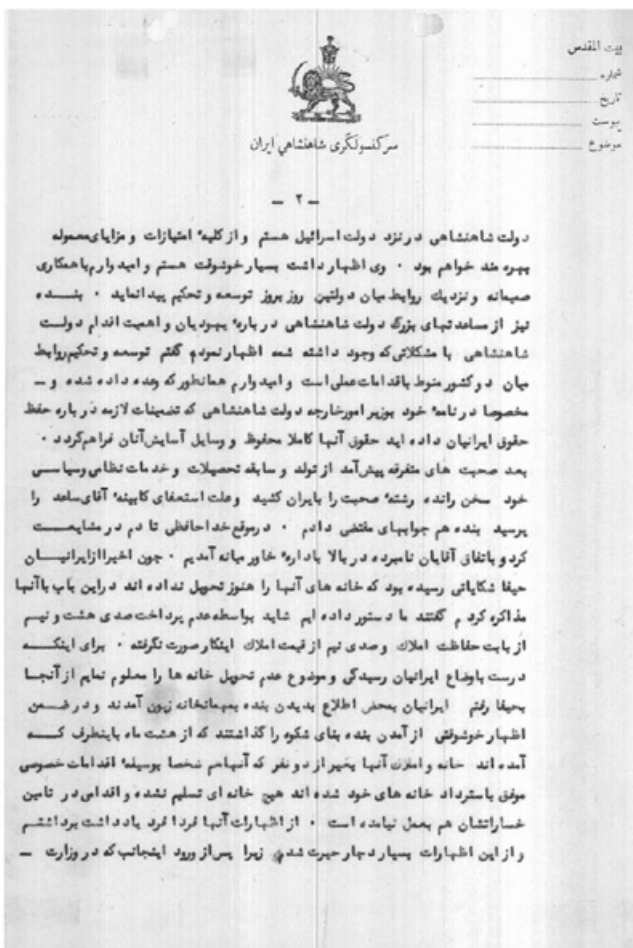 بیت المقدس
شماره
تاریخ
پیوست
موضوع
سرکنسولگری شاهنشاهی ایران
– ۲ –
دولت شاهنشاهی در نزد دولت اسرائیل هستم و از کلیهٔ امتیازات و مزایای معموله
بهره مند خواهم بود . وی اظهار داشت بسیار خوشوقت هستم و امیدوارم با همکاری
صمیمانه و نزدیك روابط میان دولتین روز بروز توسعه و تحکیم پیدا نماید . بنده
نیز از مساعدتهای بزرگ دولت شاهنشاهی دربارهٔ یهودیان و اهمیت اقدام دولت
شاهنشاهی با مشکلاتی که وجود داشته شمه اظهار نمودم گفتم توسعه و تحکیم روابط
میان دو کشور منوط باقدامات عملی است و امیدوارم همانطور که وعده داده شده و –
مخصوصا در نامهٔ خود بوزیر امور خارجه دولت شاهنشاهی که تضمینات لازمه درباره حفظ
حقوق ایرانیان داده اید حقوق آنها کاملا محفوظ و وسایل آسایش آنان فراهم گردد .
بعد صحبت های متفرقه پیش آمد از تولد و سابقه تحصیلات و خدمات نظامی و سیاسی
خود سخن رانده رشتهٔ صحبت را بایران کشید و علت استعفای کابینهٔ آقای ساعد را
پرسید بنده هم جوابهای مقتضی دادم . در موقع خداحافظی تا دم در مشایعت
کرد و باتفاق آقایان نامبرده در بالا بادارهٔ خاور میانه آمدیم . چون اخیرا از ایرانیان
حیفا شکایاتی رسیده بود که خانه های آنها را هنوز تحویل نداده اند در این باب با آنها
مذاکره کردم گفتند ما دستور داده ایم شاید بواسطه عدم پرداخت صدی هشت و نیم
از بابت حفاظت املاك و صدی نیم از قیمت املاك اینکار صورت نگرفته . برای اینکه
درست باوضاع ایرانیان رسیدگی و موضوع عدم تحویل خانه ها را معلوم نمایم از آنجا
بحیفا رفتم ایرانیان بمحض اطلاع بدیدن بنده بمهمانخانه زیون آمدند و در ضمن
اظهار خوشوقتی از آمدن بنده بنای شکوه را گذاشتند که از هشت ماه باینطرف که
آمده اند خانه و املاك آنها بغیر از دو نفر که آنهاهم شخصا بوسیلهٔ اقدامات خصوصی
موفق باسترداد خانه های خود شده اند هیچ خانه ای تسلیم نشده و اقدامی در تامین
خساراتشان هم بعمل نیامده است . از اظهارات آنها فردا فرد یادداشت برداشتم
و از این اظهارات بسیار دچار حیرت شدم زیرا پس از ورود اینجانب که در وزارت –